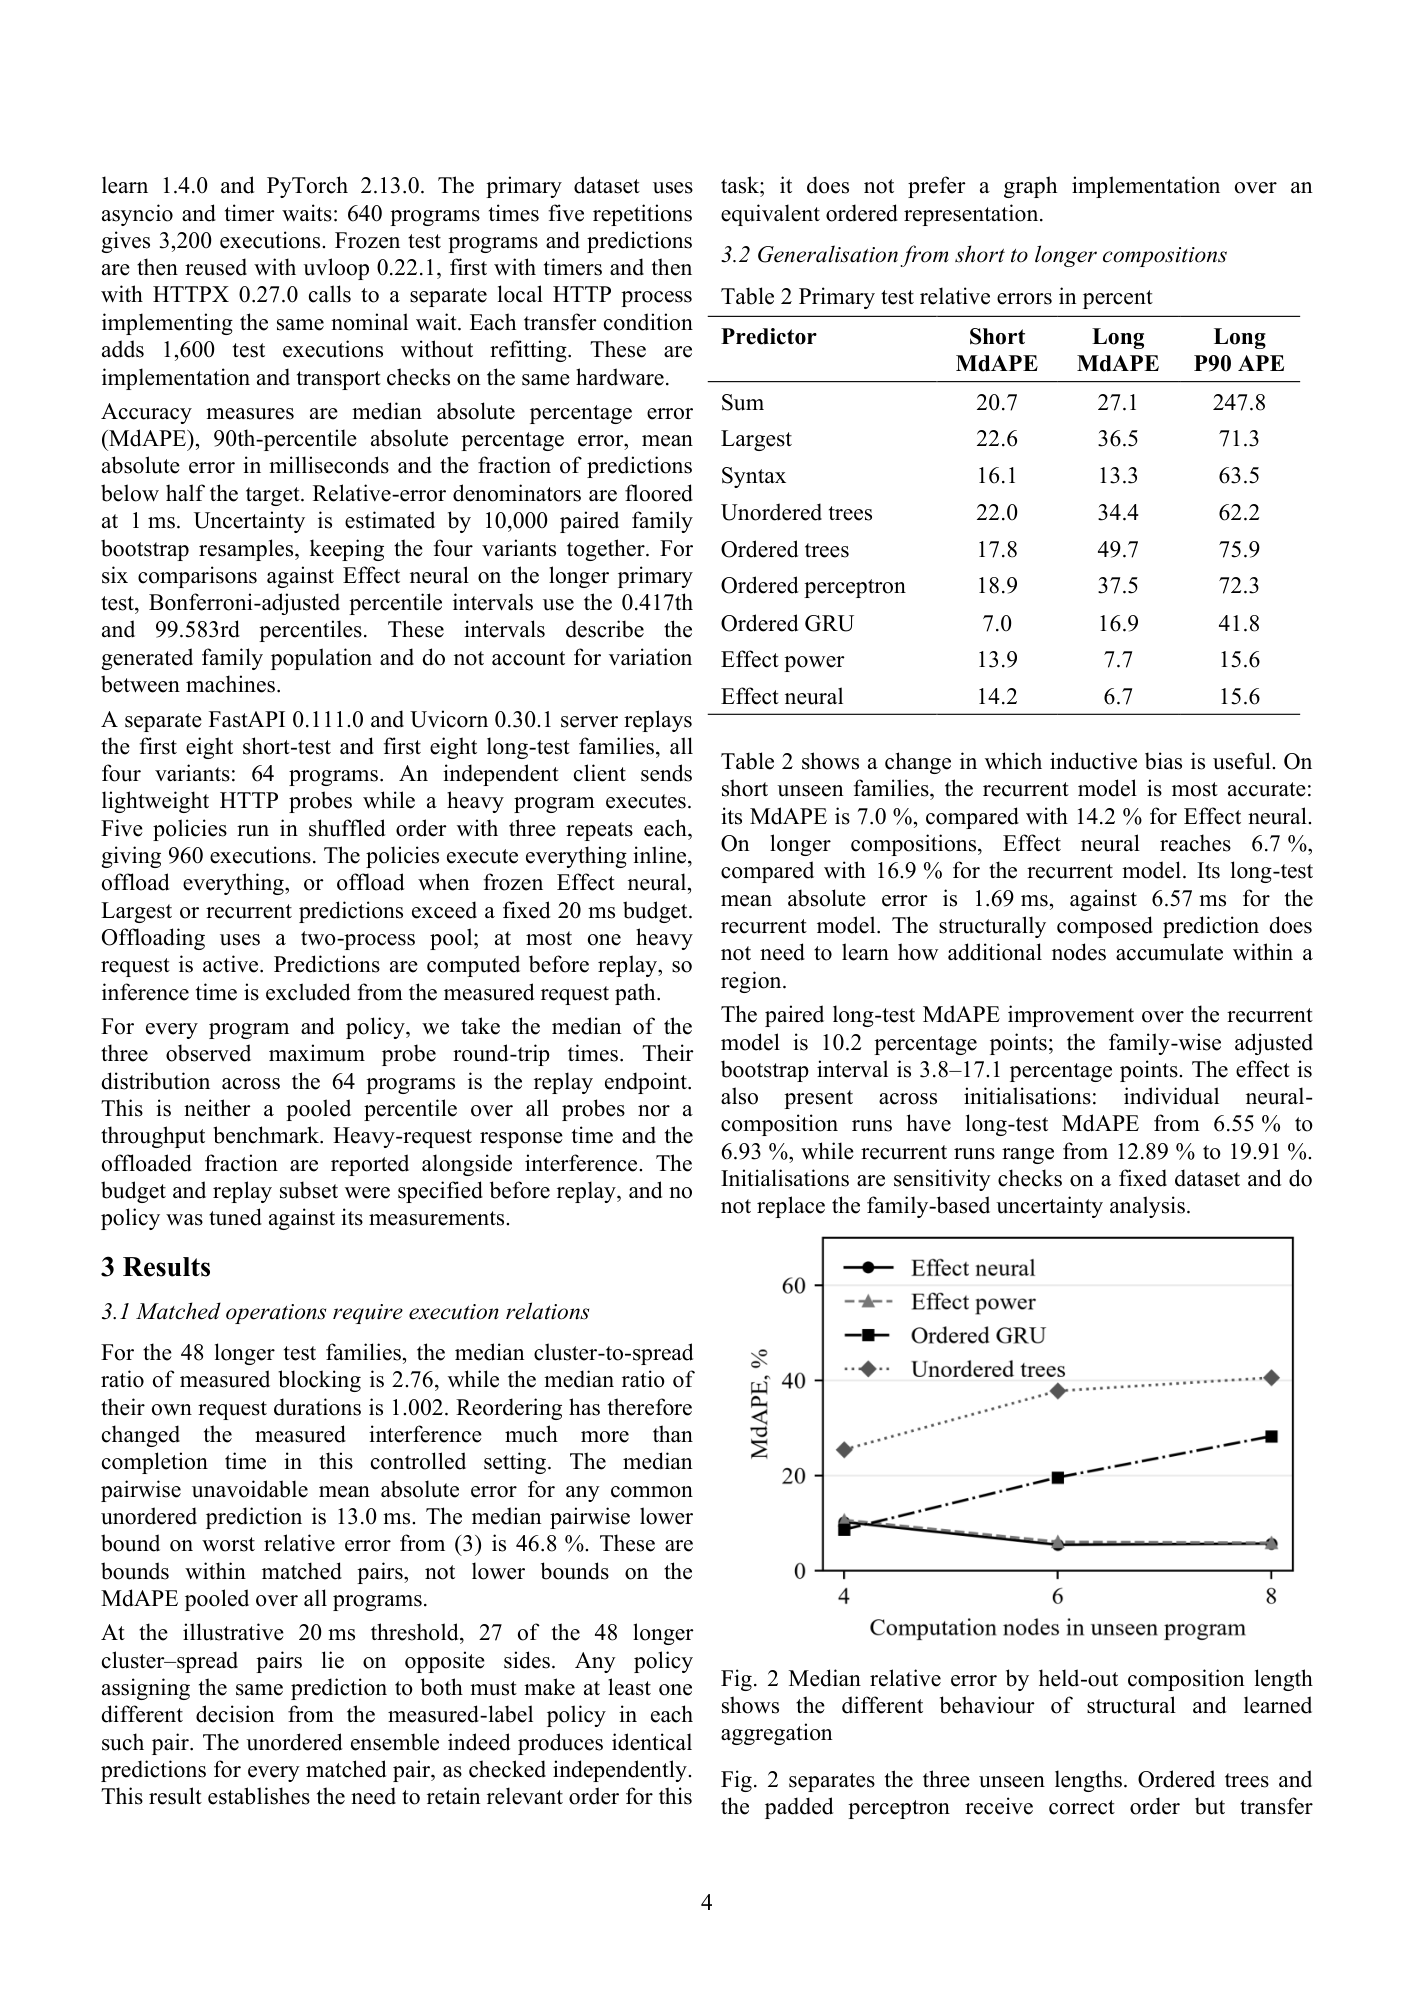 learn 1.4.0 and PyTorch 2.13.0. The primary dataset uses
asyncio and timer waits: 640 programs times five repetitions
gives 3,200 executions. Frozen test programs and predictions
are then reused with uvloop 0.22.1, first with timers and then
with HTTPX 0.27.0 calls to a separate local HTTP process
implementing the same nominal wait. Each transfer condition
adds 1,600 test executions without refitting. These are
implementation and transport checks on the same hardware.
Accuracy measures are median absolute percentage error
(MdAPE), 90th-percentile absolute percentage error, mean
absolute error in milliseconds and the fraction of predictions
below half the target. Relative-error denominators are floored
at 1 ms. Uncertainty is estimated by 10,000 paired family
bootstrap resamples, keeping the four variants together. For
six comparisons against Effect neural on the longer primary
test, Bonferroni-adjusted percentile intervals use the 0.417th
and 99.583rd percentiles. These intervals describe the
generated family population and do not account for variation
between machines.
A separate FastAPI 0.111.0 and Uvicorn 0.30.1 server replays
the first eight short-test and first eight long-test families, all
four variants: 64 programs. An independent client sends
lightweight HTTP probes while a heavy program executes.
Five policies run in shuffled order with three repeats each,
giving 960 executions. The policies execute everything inline,
offload everything, or offload when frozen Effect neural,
Largest or recurrent predictions exceed a fixed 20 ms budget.
Offloading uses a two-process pool; at most one heavy
request is active. Predictions are computed before replay, so
inference time is excluded from the measured request path.
For every program and policy, we take the median of the
three observed maximum probe round-trip times. Their
distribution across the 64 programs is the replay endpoint.
This is neither a pooled percentile over all probes nor a
throughput benchmark. Heavy-request response time and the
offloaded fraction are reported alongside interference. The
budget and replay subset were specified before replay, and no
policy was tuned against its measurements.
3 Results
3.1 Matched operations require execution relations
For the 48 longer test families, the median cluster-to-spread
ratio of measured blocking is 2.76, while the median ratio of
their own request durations is 1.002. Reordering has therefore
changed the measured interference much more than
completion time in this controlled setting. The median
pairwise unavoidable mean absolute error for any common
unordered prediction is 13.0 ms. The median pairwise lower
bound on worst relative error from (3) is 46.8 %. These are
bounds within matched pairs, not lower bounds on the
MdAPE pooled over all programs.
At the illustrative 20 ms threshold, 27 of the 48 longer
cluster–spread pairs lie on opposite sides. Any policy
assigning the same prediction to both must make at least one
different decision from the measured-label policy in each
such pair. The unordered ensemble indeed produces identical
predictions for every matched pair, as checked independently.
This result establishes the need to retain relevant order for this
task; it does not prefer a graph implementation over an
equivalent ordered representation.
3.2 Generalisation from short to longer compositions
Table 2 Primary test relative errors in percent
Predictor Short MdAPE Long MdAPE Long P90 APE
Sum 20.7 27.1 247.8
Largest 22.6 36.5 71.3
Syntax 16.1 13.3 63.5
Unordered trees 22.0 34.4 62.2
Ordered trees 17.8 49.7 75.9
Ordered perceptron 18.9 37.5 72.3
Ordered GRU 7.0 16.9 41.8
Effect power 13.9 7.7 15.6
Effect neural 14.2 6.7 15.6
Table 2 shows a change in which inductive bias is useful. On
short unseen families, the recurrent model is most accurate:
its MdAPE is 7.0 %, compared with 14.2 % for Effect neural.
On longer compositions, Effect neural reaches 6.7 %,
compared with 16.9 % for the recurrent model. Its long-test
mean absolute error is 1.69 ms, against 6.57 ms for the
recurrent model. The structurally composed prediction does
not need to learn how additional nodes accumulate within a
region.
The paired long-test MdAPE improvement over the recurrent
model is 10.2 percentage points; the family-wise adjusted
bootstrap interval is 3.8–17.1 percentage points. The effect is
also present across initialisations: individual neural-
composition runs have long-test MdAPE from 6.55 % to
6.93 %, while recurrent runs range from 12.89 % to 19.91 %.
Initialisations are sensitivity checks on a fixed dataset and do
not replace the family-based uncertainty analysis.
Effect neural
Effect power
Ordered GRU
Unordered trees
MdAPE, %
60
40
20
0
4 6 8
Computation nodes in unseen program
Fig. 2 Median relative error by held-out composition length
shows the different behaviour of structural and learned
aggregation
Fig. 2 separates the three unseen lengths. Ordered trees and
the padded perceptron receive correct order but transfer
4